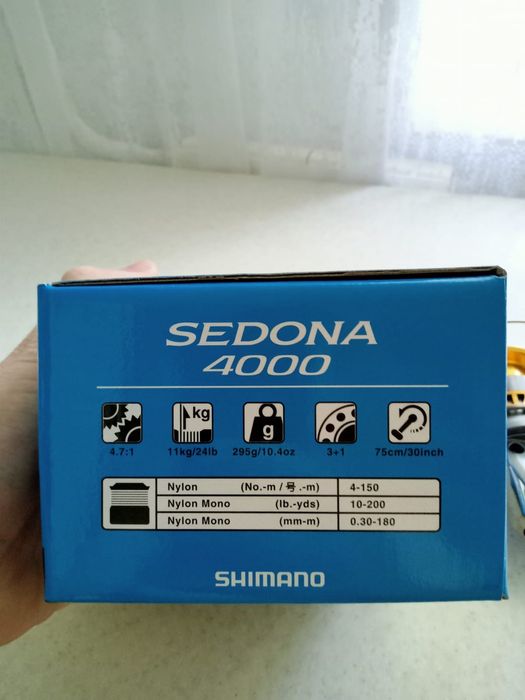 SEDONA
4000
kg
g
4.7:1 11kg/24lb 295g/10.4oz 3+1 75cm/30inch
Nylon (No.-m / 号.-m) 4-150
Nylon Mono (lb.-yds) 10-200
Nylon Mono (mm-m) 0.30-180
SHIMANO